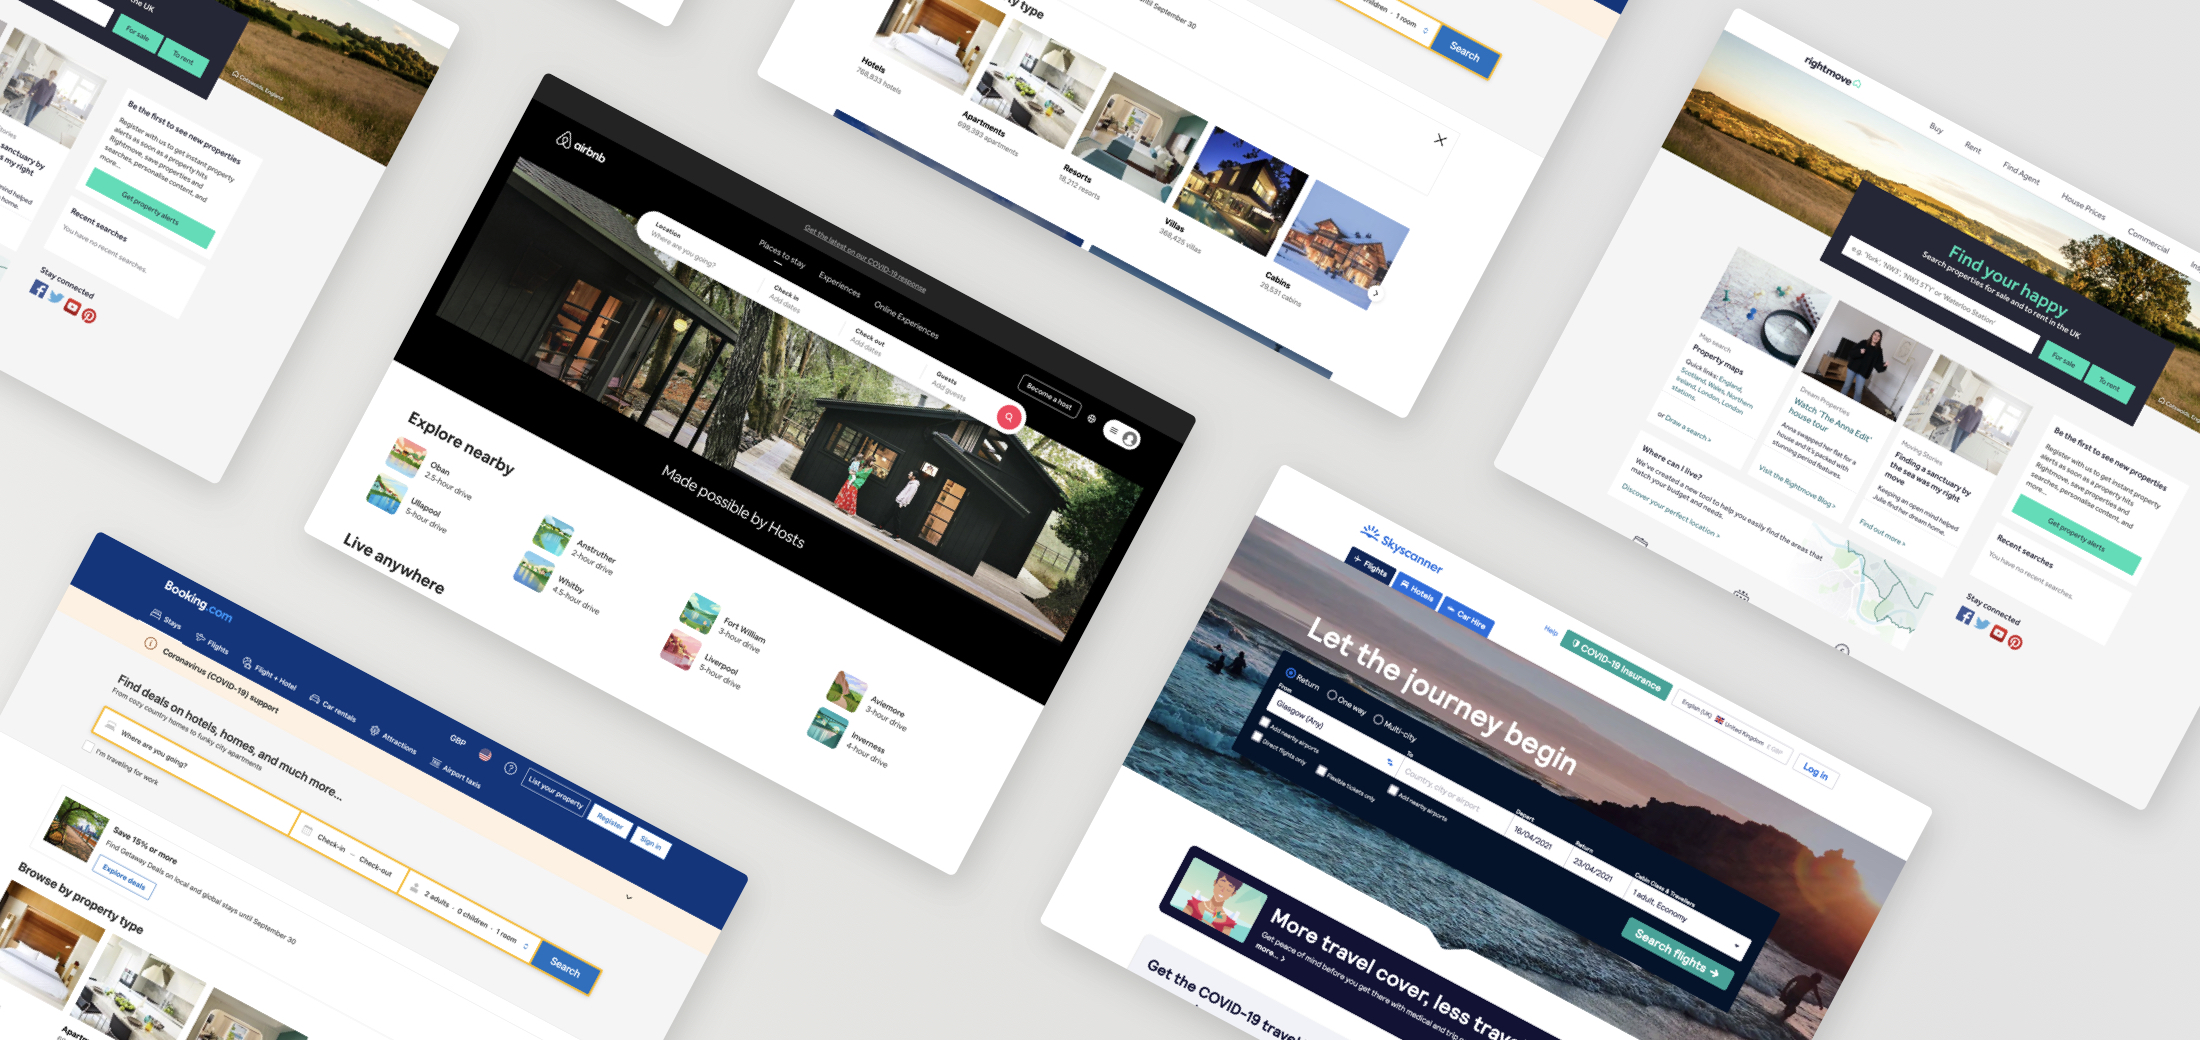 the UK
For sale
To rent
Cotswolds, England
Stories
sanctuary by
s my right
mind helped
home.
Be the first to see new properties
Register with us to get instant property
alerts as soon as a property hits
Rightmove, save properties and
searches, personalise content, and
more...
Get property alerts
Recent searches
You have no recent searches.
Stay connected
airbnb
Get the latest on our COVID-19 response
Places to stay
Experiences
Online Experiences
Become a host
Location
Where are you going?
Check in
Add dates
Check out
Add dates
Guests
Add guests
Made possible by Hosts
Explore nearby
Oban
2.5-hour drive
Ullapool
5-hour drive
Anstruther
2-hour drive
Whitby
4.5-hour drive
Fort William
3-hour drive
Liverpool
5-hour drive
Aviemore
3-hour drive
Inverness
4-hour drive
Live anywhere
until September 30
y type
children · 1 room
Search
Hotels
768,833 hotels
Apartments
699,393 apartments
Resorts
18,212 resorts
Villas
368,425 villas
Cabins
29,531 cabins
rightmove
Buy
Rent
Find Agent
House Prices
Commercial
Ins
Find your happy
Search properties for sale and to rent in the UK
e.g. 'York', 'NW3', 'NW3 5TY' or 'Waterloo Station'
For sale
To rent
Cotswolds, England
Map search
Property maps
Quick links: England,
Scotland, Wales, Northern
Ireland, London, London
stations.
or Draw a search >
Dream Properties
Watch 'The Anna Edit'
house tour
Anna swapped her flat for a
house and it's packed with
stunning period features.
Visit the Rightmove Blog >
Moving Stories
Finding a sanctuary by
the sea was my right
move
Keeping an open mind helped
Julie find her dream home.
Find out more >
Be the first to see new properties
Register with us to get instant property
alerts as soon as a property hits
Rightmove, save properties and
searches, personalise content, and
more...
Get property alerts
Where can I live?
We've created a new tool to help you easily find the areas that
match your budget and needs.
Discover your perfect location >
Recent searches
You have no recent searches.
Stay connected
Booking.com
GBP
List your property
Register
Sign in
Stays
Flights
Flight + Hotel
Car rentals
Attractions
Airport taxis
Coronavirus (COVID-19) support
Find deals on hotels, homes, and much more...
From cozy country homes to funky city apartments
Where are you going?
Check-in – Check-out
2 adults · 0 children · 1 room
Search
I'm traveling for work
Save 15% or more
Find Getaway Deals on local and global stays until September 30
Explore deals
Browse by property type
Skyscanner
Help
COVID-19 Insurance
English (UK)
United Kingdom
£ GBP
Log in
Flights
Hotels
Car Hire
Let the journey begin
Return
One way
Multi-city
From
Glasgow (Any)
To
Country, city or airport
Depart
16/04/2021
Return
23/04/2021
Cabin Class & Travellers
1 adult, Economy
Add nearby airports
Direct flights only
Flexible tickets only
Add nearby airports
Search flights
More travel cover, less trav
Get peace of mind before you get there with medical and trip
more... >
Get the COVID-19 trave